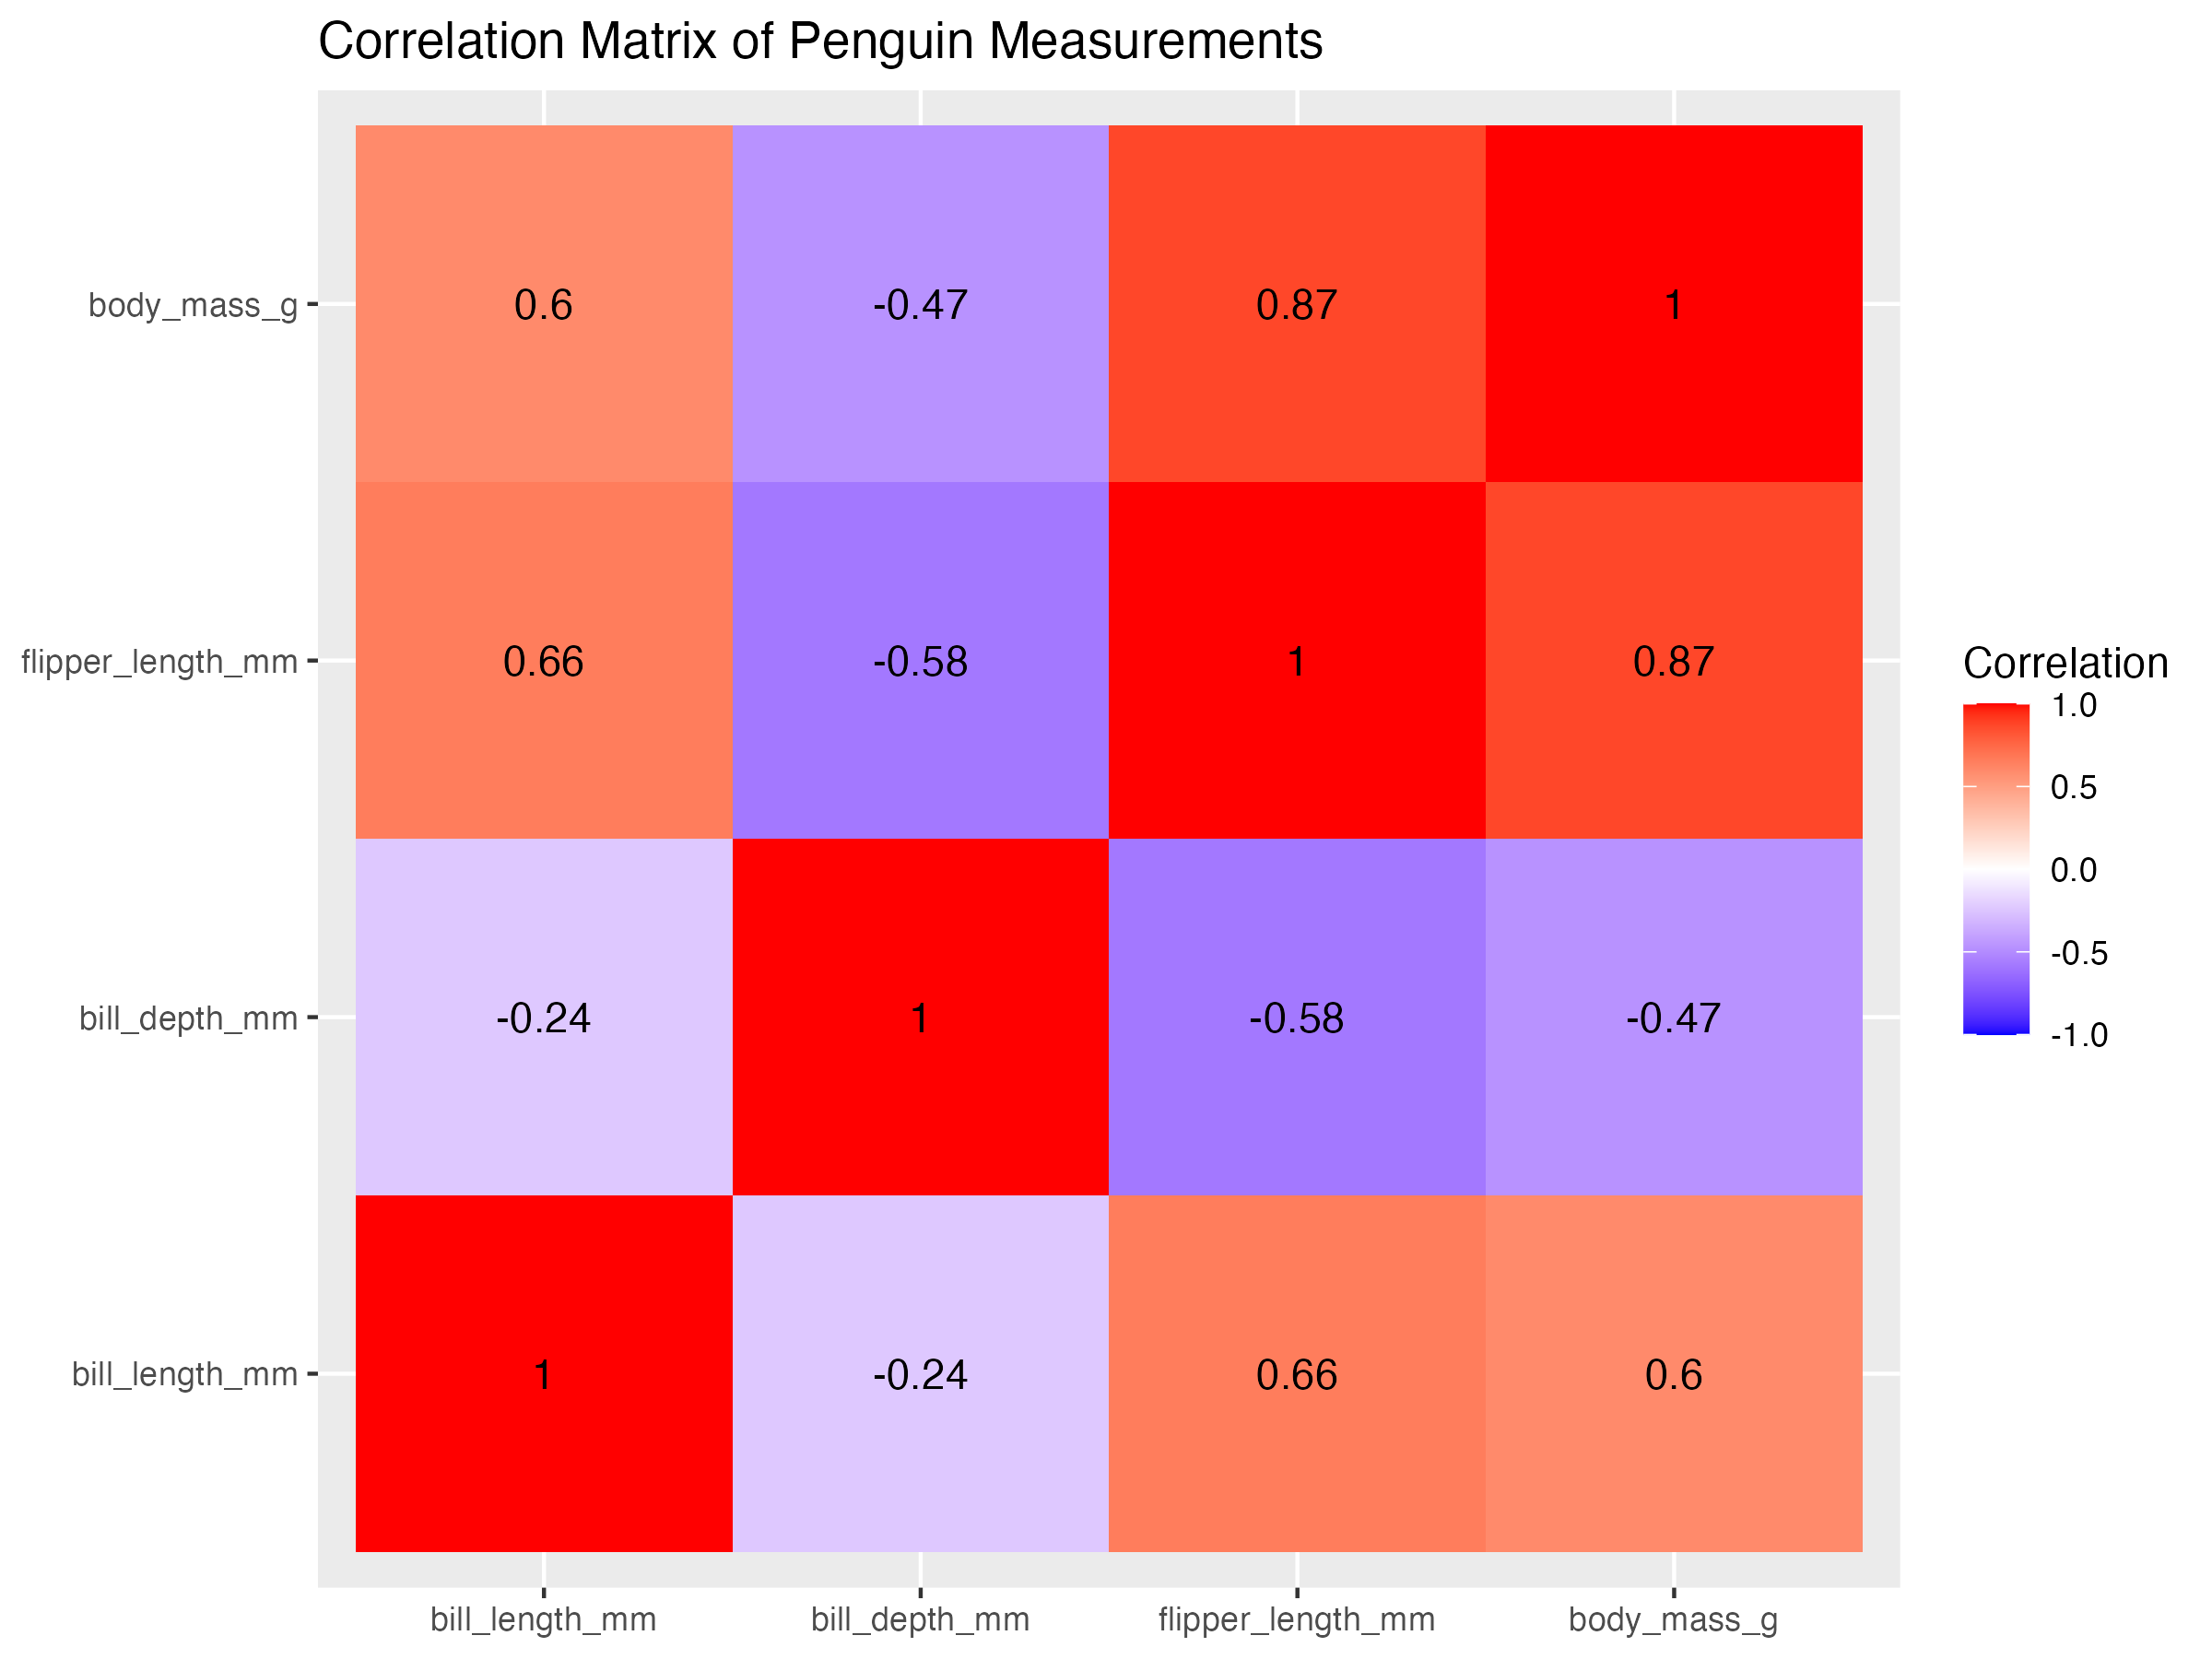 Correlation Matrix of Penguin Measurements
body_mass_g 0.6 -0.47 0.87 1
flipper_length_mm 0.66 -0.58 1 0.87
bill_depth_mm -0.24 1 -0.58 -0.47
bill_length_mm 1 -0.24 0.66 0.6
bill_length_mm bill_depth_mm flipper_length_mm body_mass_g
Correlation
1.0
0.5
0.0
-0.5
-1.0